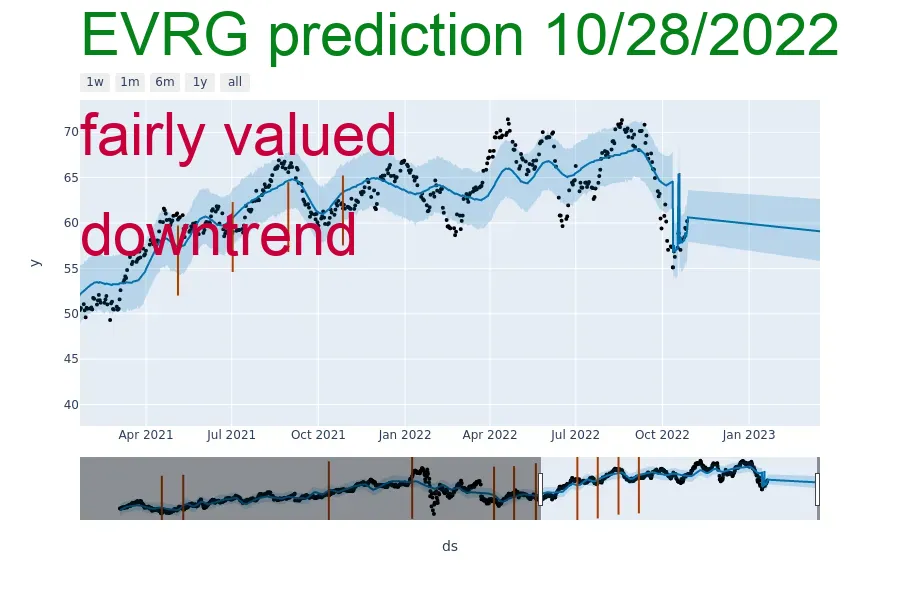 EVRG prediction 10/28/2022
1w 1m 6m 1y all
fairly valued
downtrend
70
65
60
55
50
45
40
y
Apr 2021 Jul 2021 Oct 2021 Jan 2022 Apr 2022 Jul 2022 Oct 2022 Jan 2023
ds